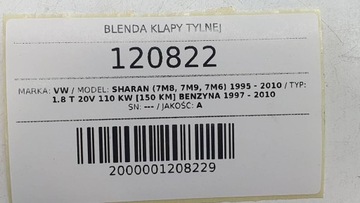 BLENDA KLAPY TYLNEJ
120822
MARKA: VW / MODEL: SHARAN (7M8, 7M9, 7M6) 1995 - 2010 / TYP:
1.8 T 20V 110 KW [150 KM] BENZYNA 1997 - 2010
SN: --- / JAKOŚĆ: A
2000001208229